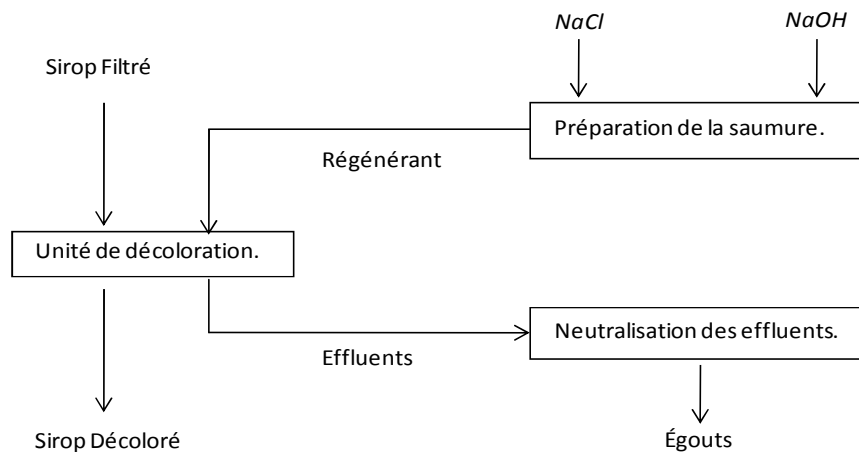 NaCl
NaOH
Sirop Filtré
Préparation de la saumure.
Régénérant
Unité de décoloration.
Neutralisation des effluents.
Effluents
Sirop Décoloré
Égouts